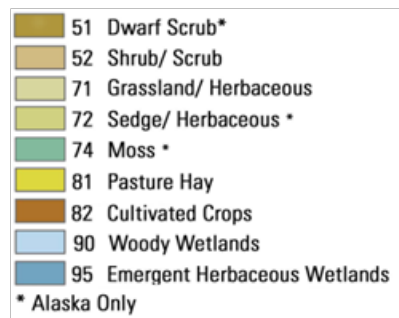 51 Dwarf Scrub*
52 Shrub/ Scrub
71 Grassland/ Herbaceous
72 Sedge/ Herbaceous *
74 Moss *
81 Pasture Hay
82 Cultivated Crops
90 Woody Wetlands
95 Emergent Herbaceous Wetlands
* Alaska Only